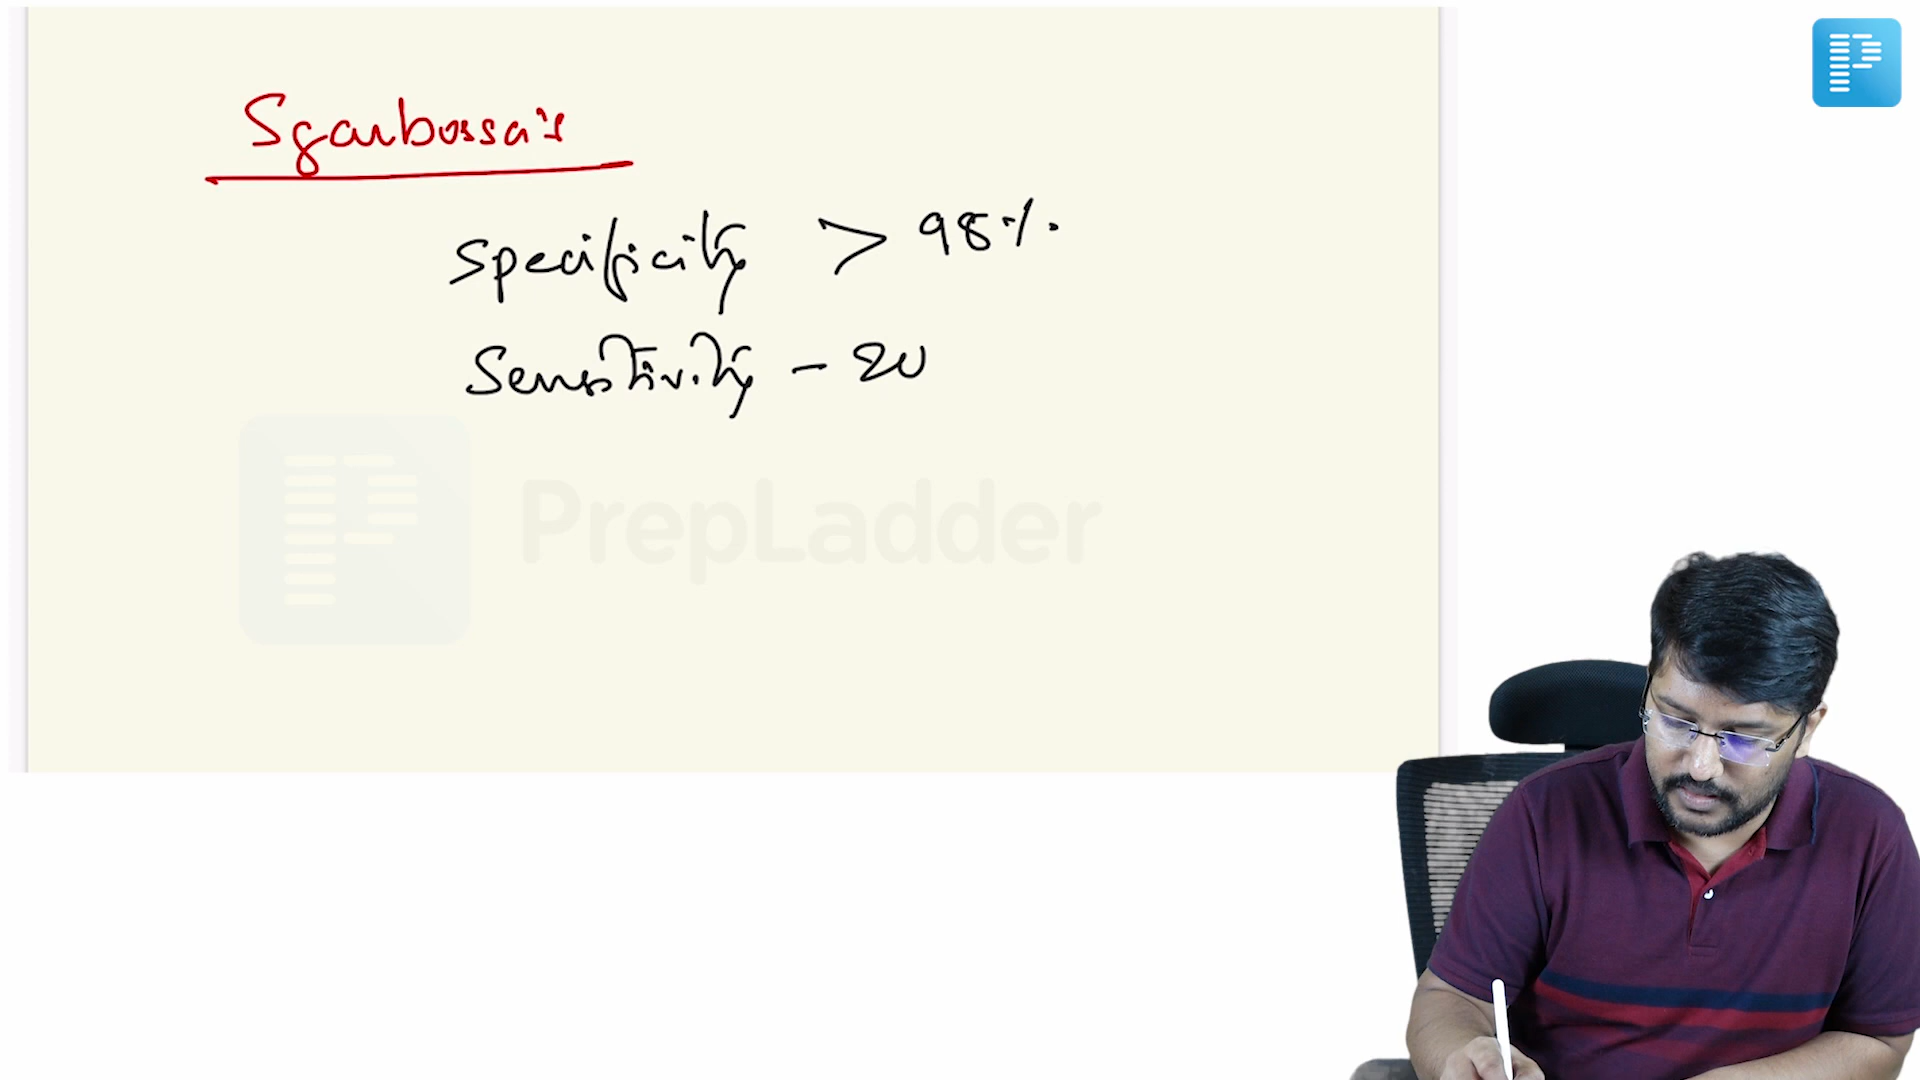 Sgarbossa's
Specificity > 98%.
Sensitivity - 20
PrepLadder